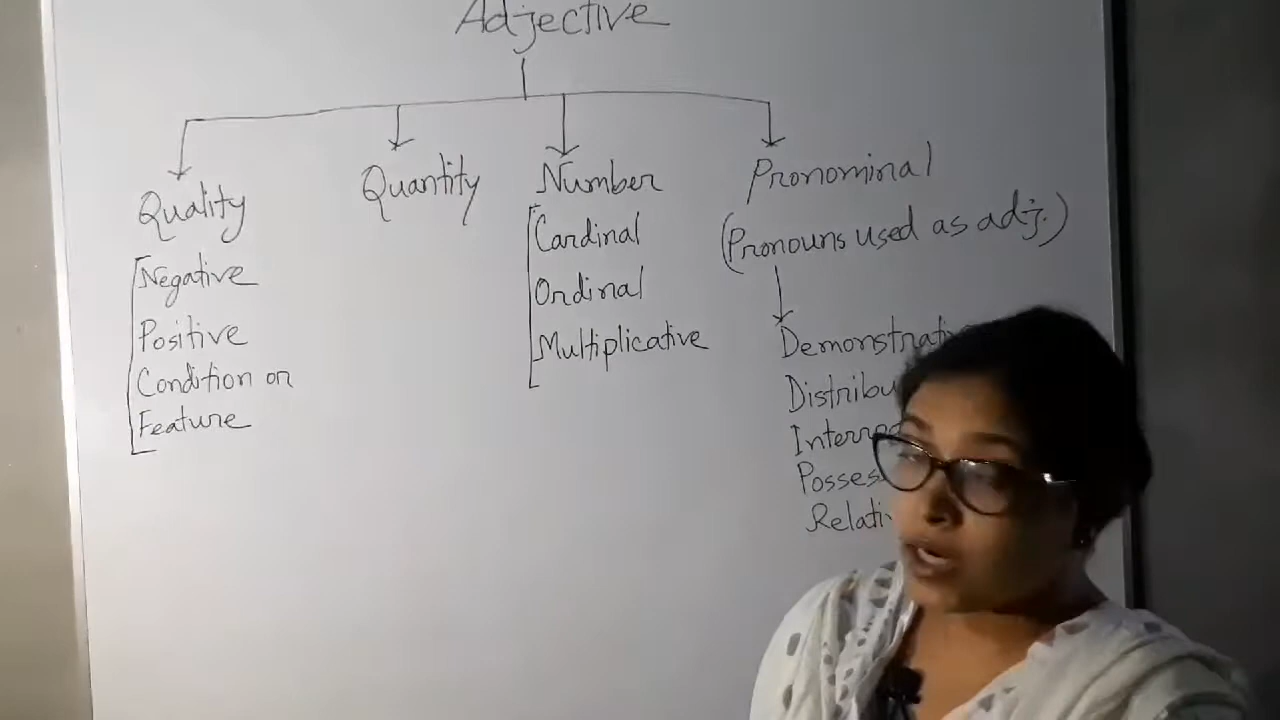 Adjective
Quality
Negative
Positive
Condition or
Feature
Quantity
Number
Cardinal
Ordinal
Multiplicative
Pronominal
(Pronouns used as adj.)